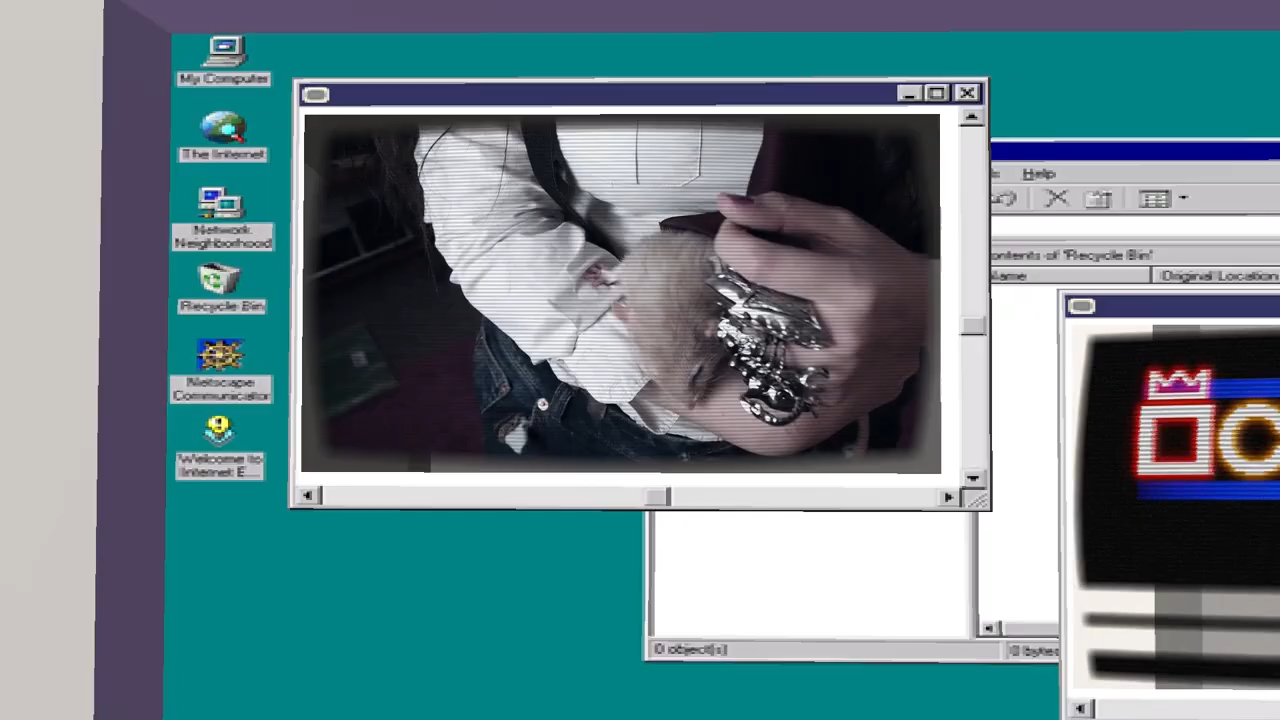 My Computer
The Internet
Network
Neighborhood
Recycle Bin
Netscape
Communicator
Welcome to
Internet E...
Help
ontents of 'Recycle Bin'
Name
Original Location
0 object(s)
0 bytes